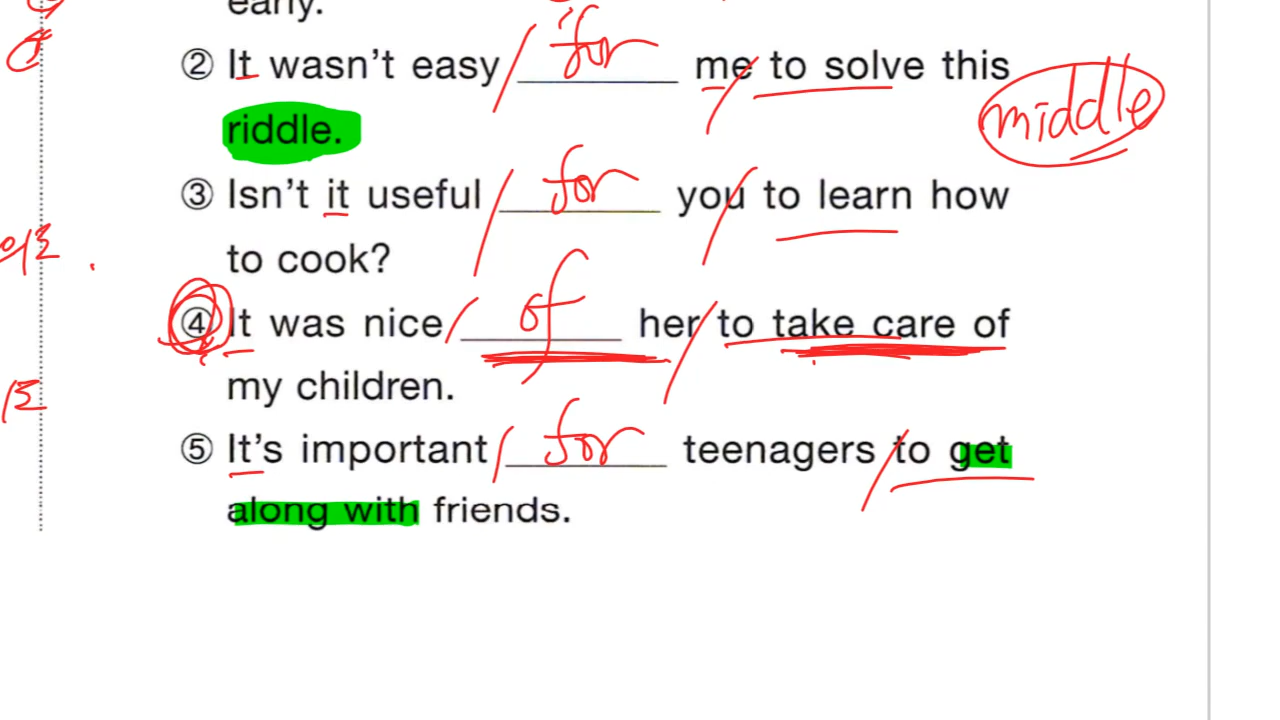 early.
② It wasn't easy for me to solve this
middle
riddle.
③ Isn't it useful for you to learn how
to cook?
④ It was nice of her to take care of
my children.
⑤ It's important for teenagers to get
along with friends.